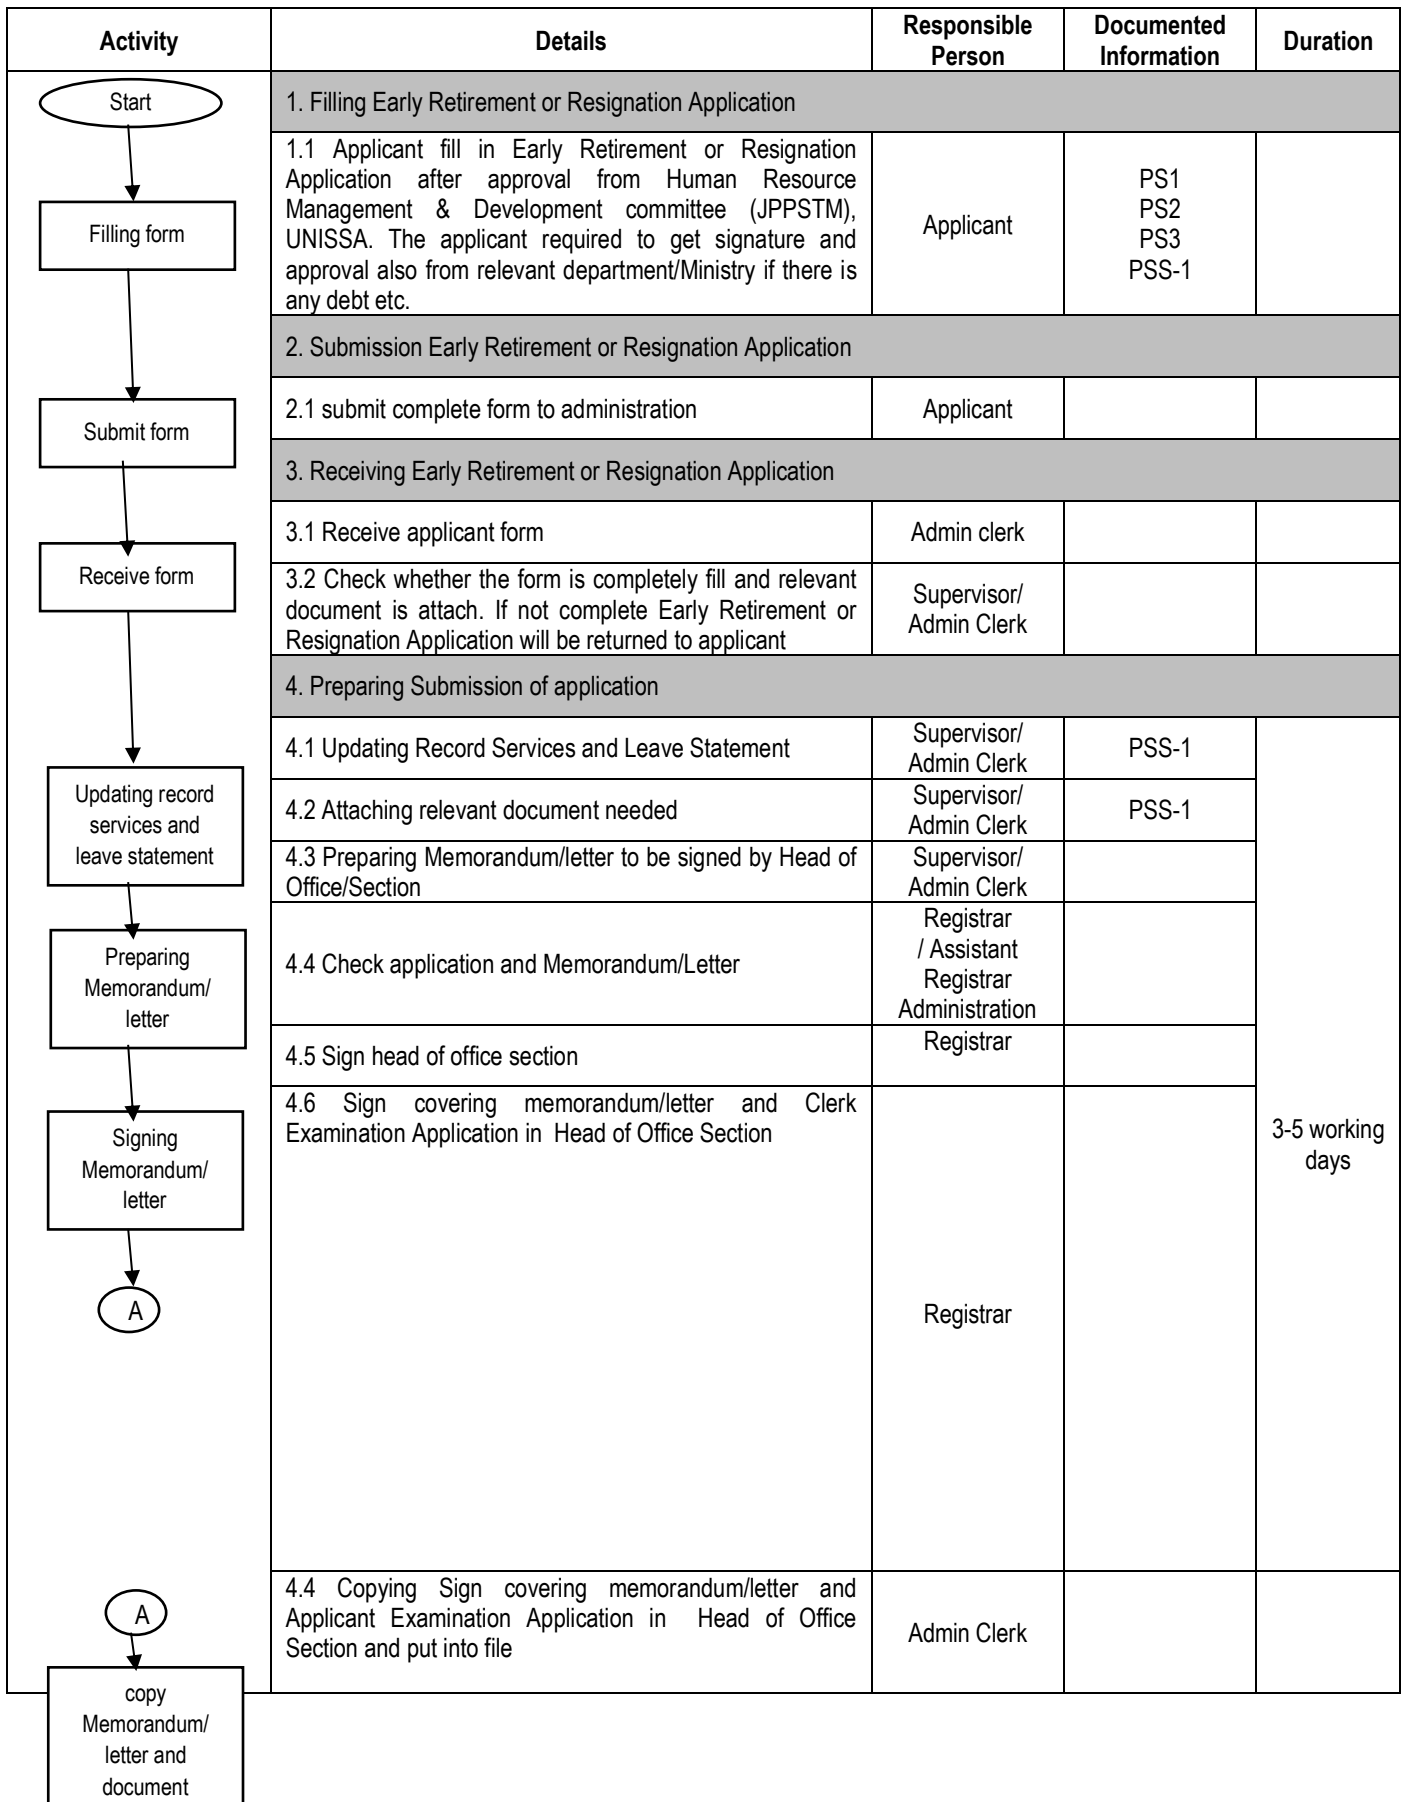 Activity
Details
Responsible
Person
Documented
Information
Duration
Start
1. Filling Early Retirement or Resignation Application
Filling form
1.1 Applicant fill in Early Retirement or Resignation
Application after approval from Human Resource
Management & Development committee (JPPSTM),
UNISSA. The applicant required to get signature and
approval also from relevant department/Ministry if there is
any debt etc.
Applicant
PS1
PS2
PS3
PSS-1
2. Submission Early Retirement or Resignation Application
Submit form
2.1 submit complete form to administration
Applicant
3. Receiving Early Retirement or Resignation Application
Receive form
3.1 Receive applicant form
Admin clerk
3.2 Check whether the form is completely fill and relevant
document is attach. If not complete Early Retirement or
Resignation Application will be returned to applicant
Supervisor/
Admin Clerk
4. Preparing Submission of application
Updating record
services and
leave statement
4.1 Updating Record Services and Leave Statement
Supervisor/
Admin Clerk
PSS-1
4.2 Attaching relevant document needed
Supervisor/
Admin Clerk
PSS-1
4.3 Preparing Memorandum/letter to be signed by Head of
Office/Section
Supervisor/
Admin Clerk
Preparing
Memorandum/
letter
4.4 Check application and Memorandum/Letter
Registrar
/ Assistant
Registrar
Administration
4.5 Sign head of office section
Registrar
Signing
Memorandum/
letter
4.6 Sign covering memorandum/letter and Clerk
Examination Application in Head of Office Section
Registrar
3-5 working
days
A
A
4.4 Copying Sign covering memorandum/letter and
Applicant Examination Application in Head of Office
Section and put into file
Admin Clerk
copy
Memorandum/
letter and
document